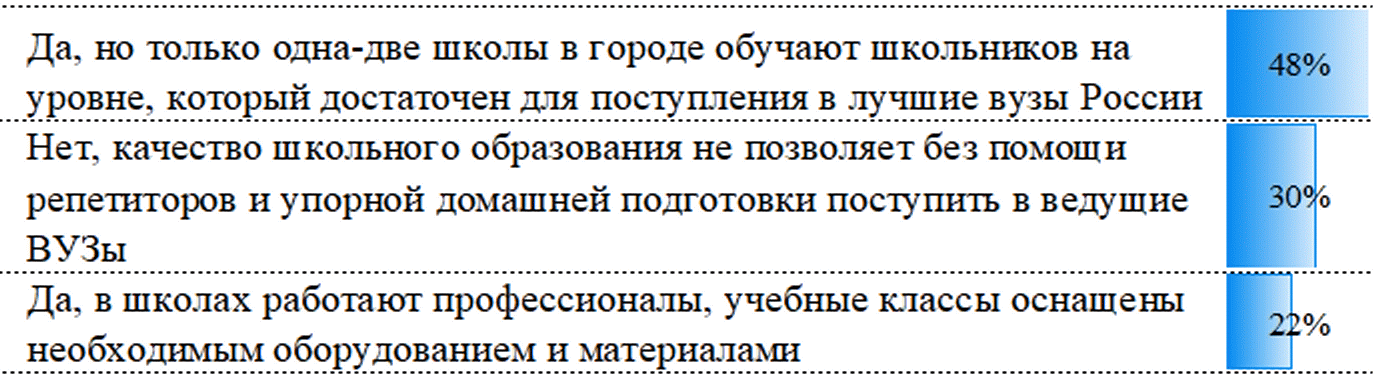 Да, но только одна-две школы в городе обучают школьников на
уровне, который достаточен для поступления в лучшие вузы России
48%
Нет, качество школьного образования не позволяет без помощи
репетиторов и упорной домашней подготовки поступить в ведущие
ВУЗы
30%
Да, в школах работают профессионалы, учебные классы оснащены
необходимым оборудованием и материалами
22%